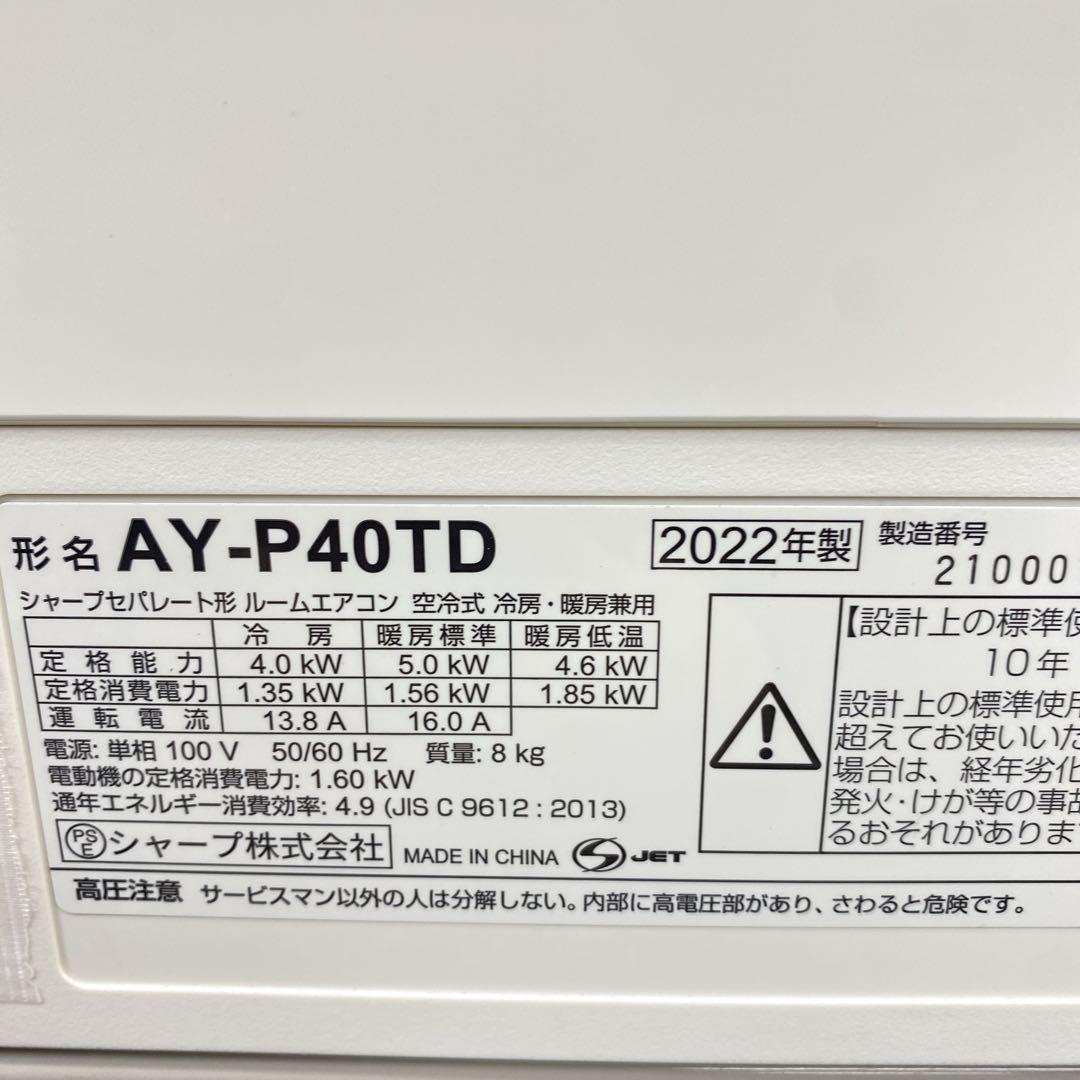 形名 AY-P40TD 2022年製 製造番号
21000
シャープセパレート形 ルームエアコン 空冷式 冷房・暖房兼用
冷房 暖房標準 暖房低温
定格能力 4.0 kW 5.0 kW 4.6 kW
定格消費電力 1.35 kW 1.56 kW 1.85 kW
運転電流 13.8 A 16.0 A
電源: 単相 100 V 50/60 Hz 質量: 8 kg
電動機の定格消費電力: 1.60 kW
通年エネルギー消費効率: 4.9 (JIS C 9612 : 2013)
PSE シャープ株式会社 MADE IN CHINA S JET
【設計上の標準使
10年
設計上の標準使用
超えてお使いいた
場合は、経年劣化
発火・けが等の事故
るおそれがありま
高圧注意 サービスマン以外の人は分解しない。内部に高電圧部があり、さわると危険です。